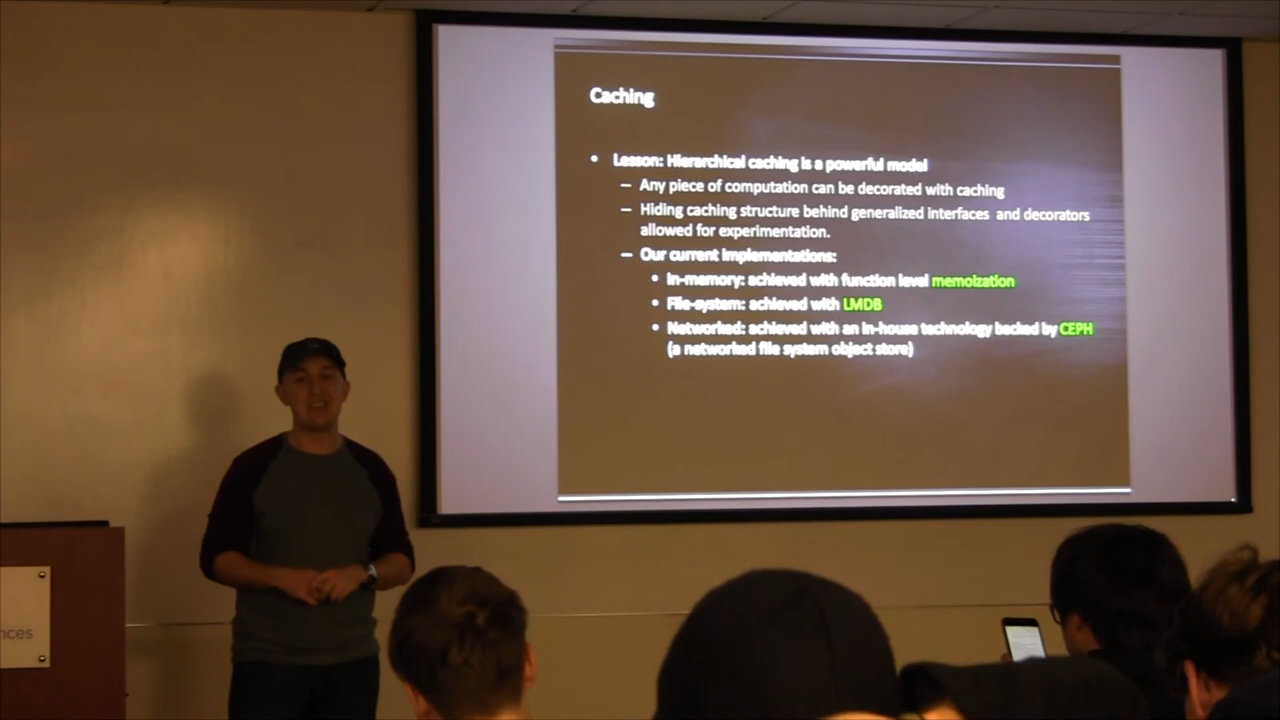 Caching
• Lesson: Hierarchical caching is a powerful model
– Any piece of computation can be decorated with caching
– Hiding caching structure behind generalized interfaces and decorators
allowed for experimentation.
– Our current implementations:
• In-memory: achieved with function level memoization
• File-system: achieved with LMDB
• Networked: achieved with an in-house technology backed by CEPH
(a networked file system object store)
nces